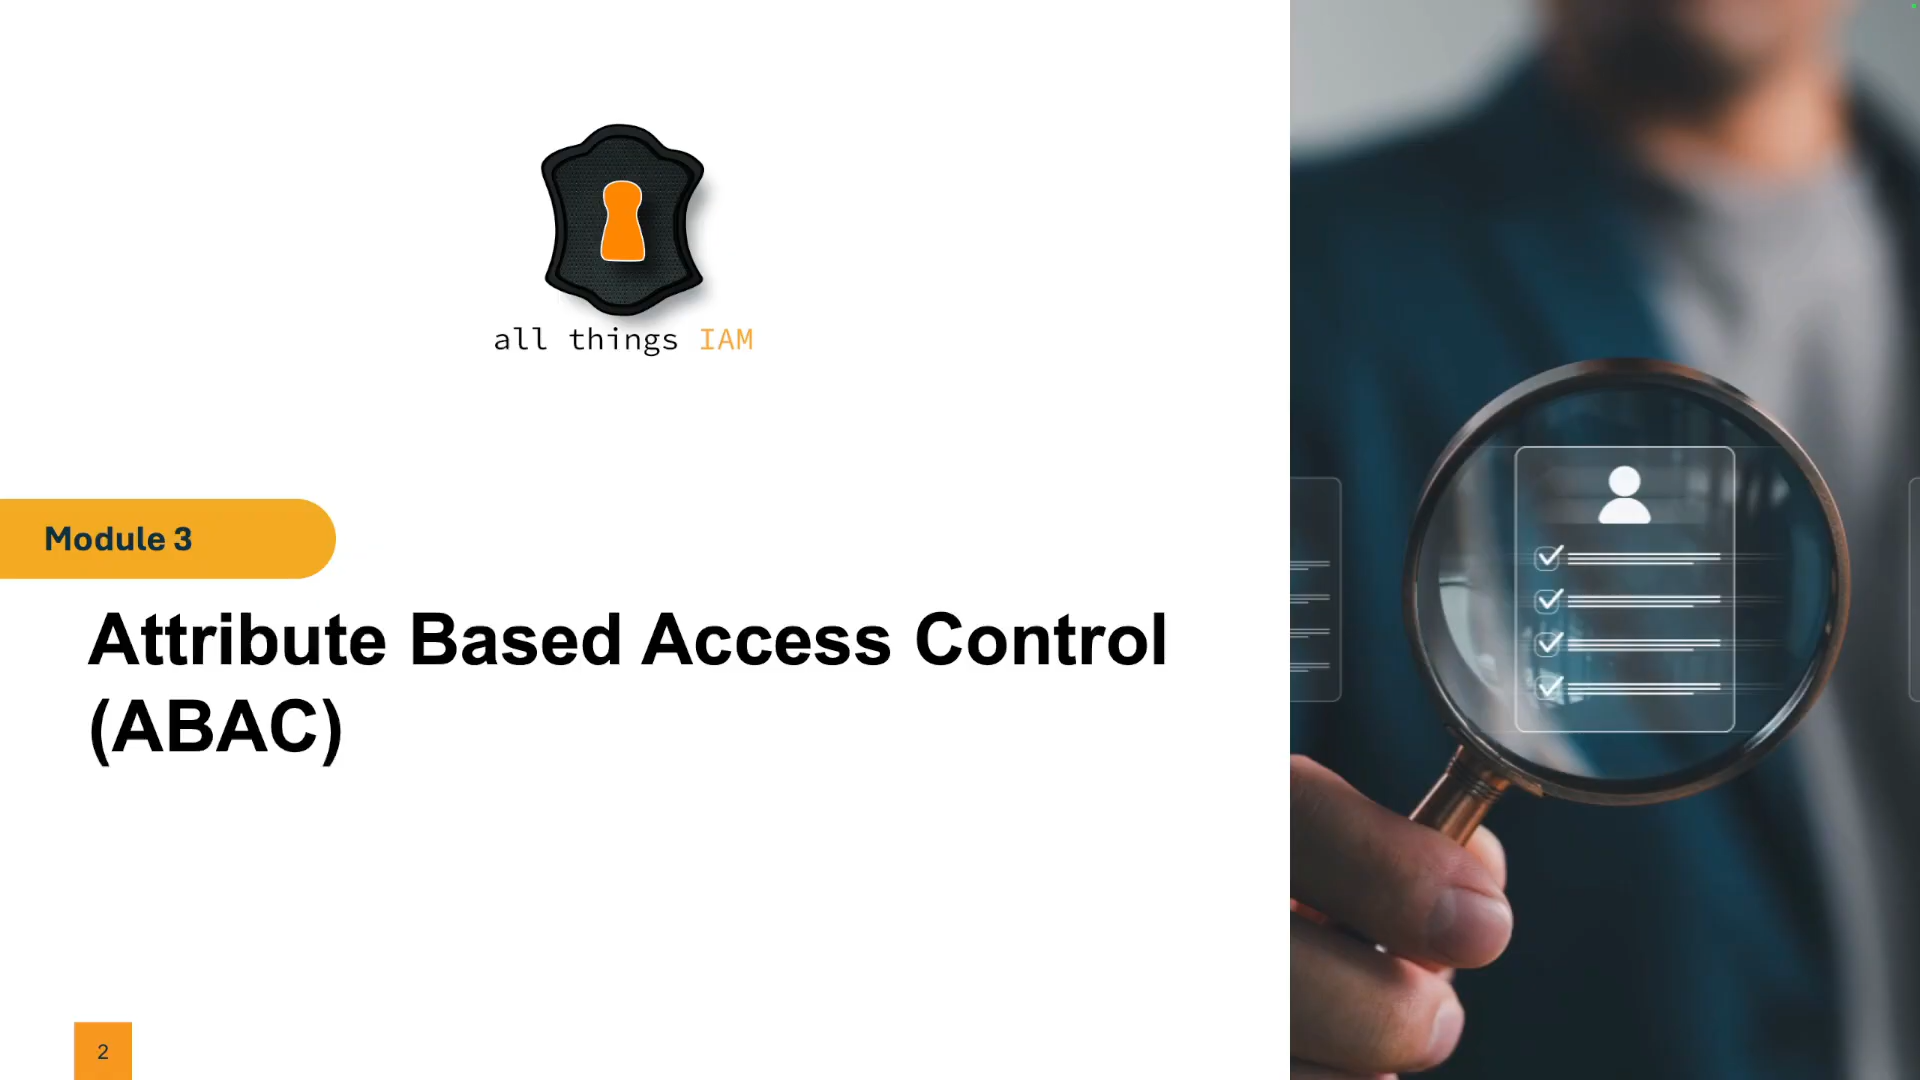 all things IAM
Module 3
Attribute Based Access Control
(ABAC)
2